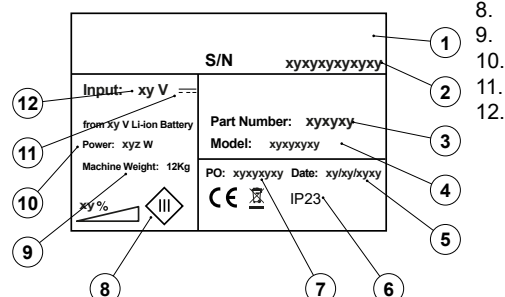 S/N xyxyxyxyxyxy
Input: xy V
from xy V Li-ion Battery
Power: xyz W
Machine Weight: 12Kg
xy %
III
Part Number: xyxyxy
Model: xyxyxyxy
PO: xyxyxyxy Date: xy/xy/xyxy
CE
IP23
1
2
3
4
5
6
7
8
9
10
11
12
8.
9.
10.
11.
12.